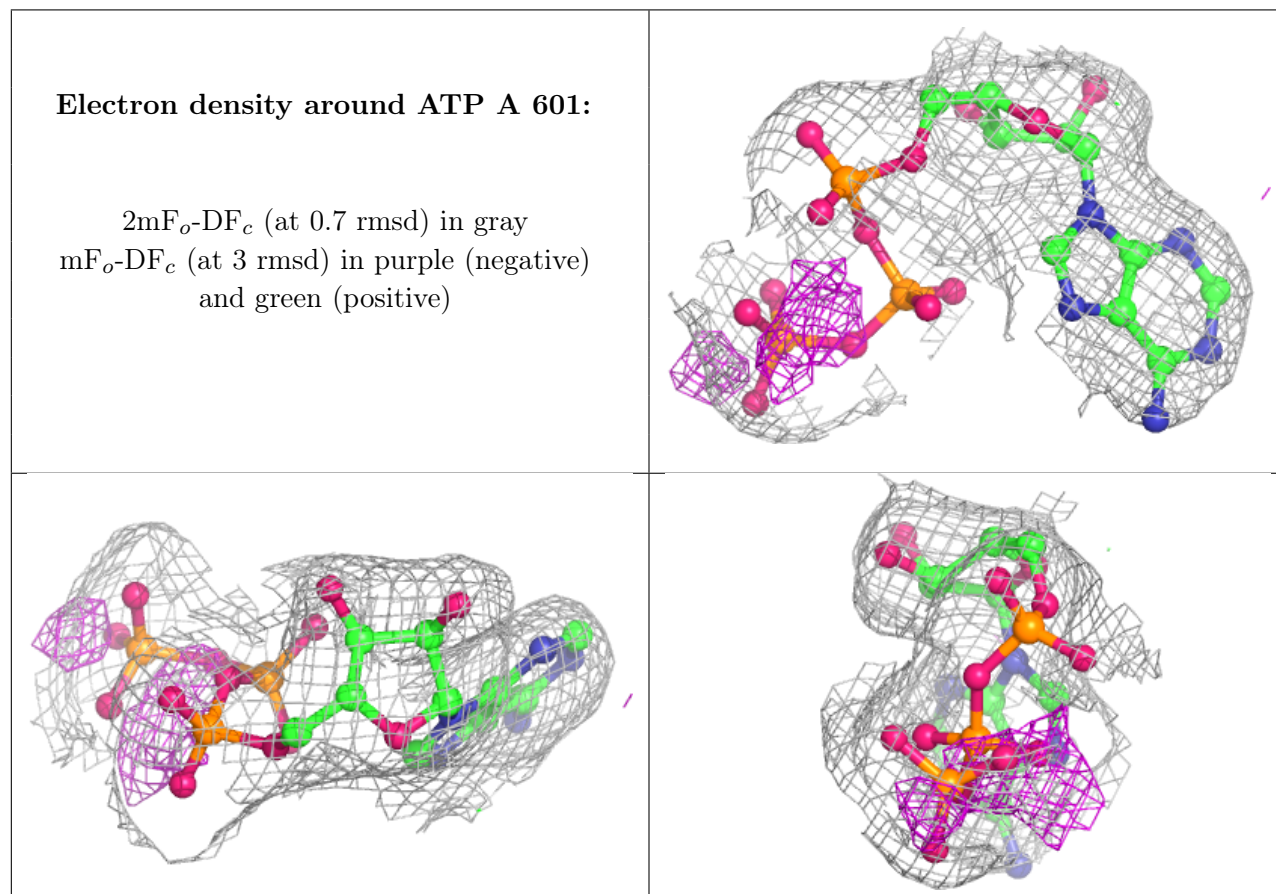 Electron density around ATP A 601:
2mFₒ-DF𝒸 (at 0.7 rmsd) in gray
mFₒ-DF𝒸 (at 3 rmsd) in purple (negative)
and green (positive)